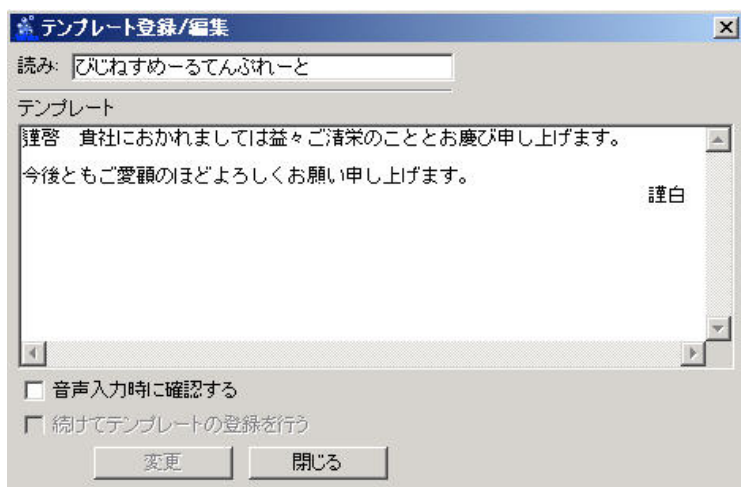 テンプレート登録/編集
読み: びじねすめーるてんぷれーと
テンプレート
謹啓　貴社におかれましては益々ご清栄のこととお慶び申し上げます。
今後ともご愛顧のほどよろしくお願い申し上げます。
謹白
音声入力時に確認する
続けてテンプレートの登録を行う
変更 閉じる